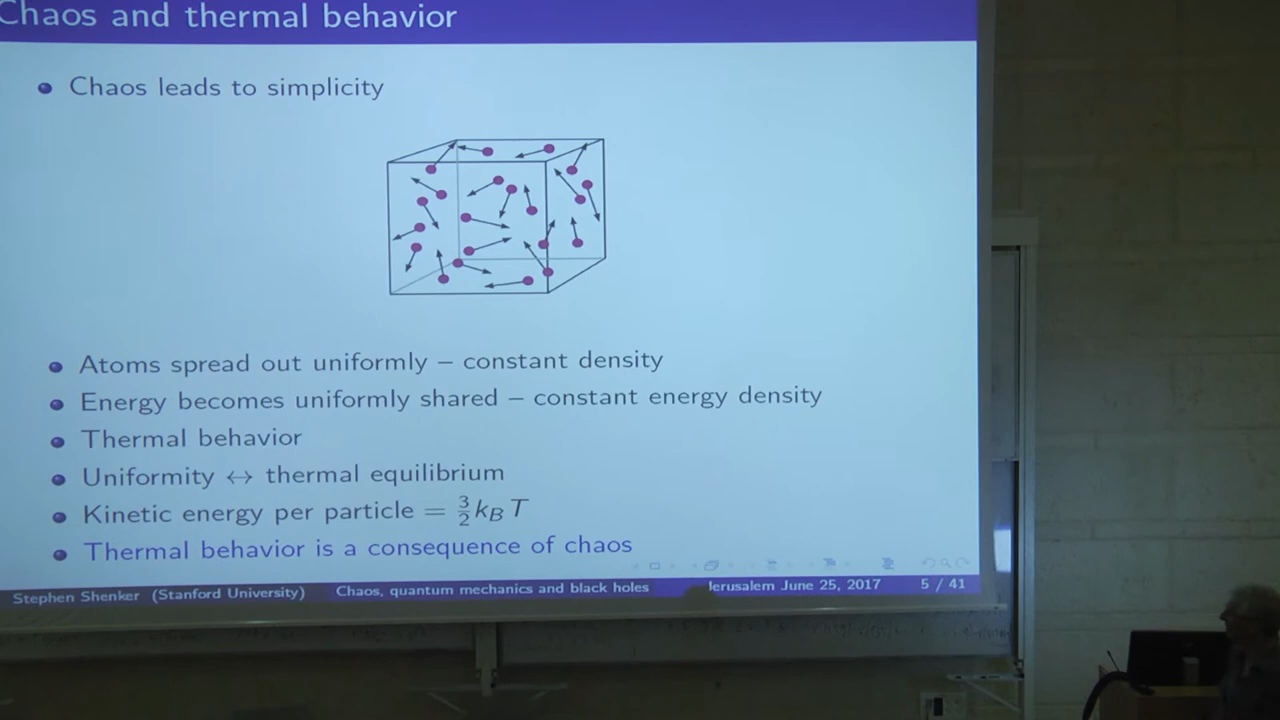 Chaos and thermal behavior
Chaos leads to simplicity
Atoms spread out uniformly – constant density
Energy becomes uniformly shared – constant energy density
Thermal behavior
Uniformity ↔ thermal equilibrium
Kinetic energy per particle = 3/2 k_B T
Thermal behavior is a consequence of chaos
Stephen Shenker (Stanford University) Chaos, quantum mechanics and black holes Jerusalem June 25, 2017 5 / 41